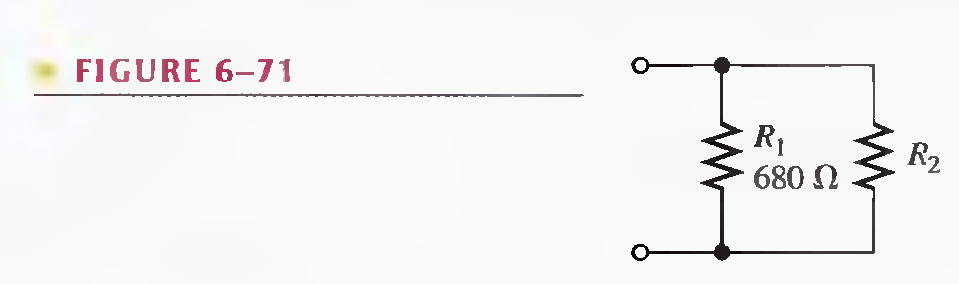 FIGURE 6–71
R₁
680 Ω
R₂